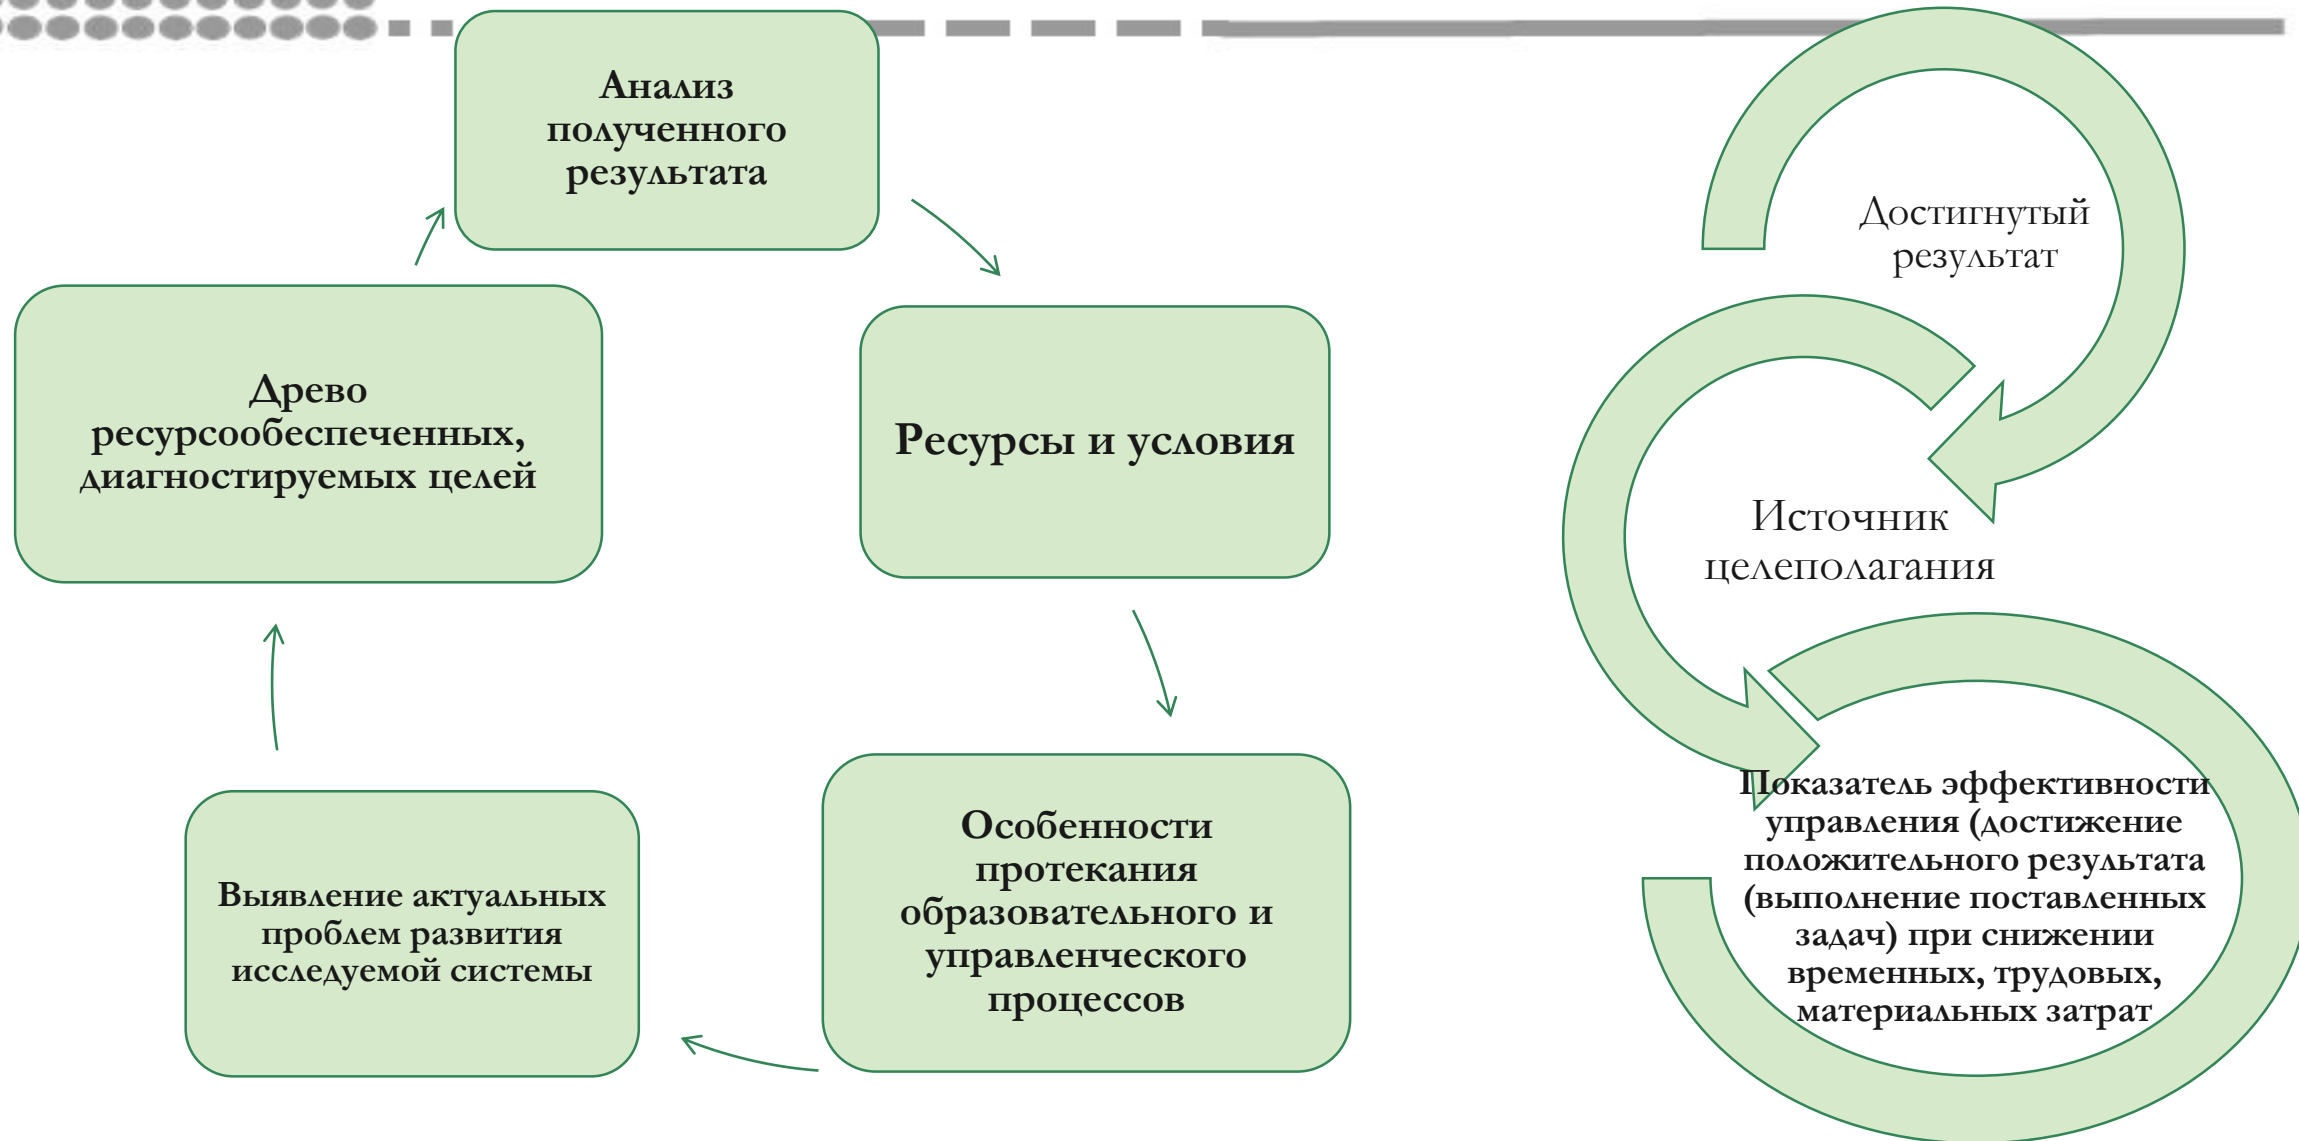 Анализ
полученного
результата
Ресурсы и условия
Особенности
протекания
образовательного и
управленческого
процессов
Выявление актуальных
проблем развития
исследуемой системы
Древо
ресурсообеспеченных,
диагностируемых целей
Достигнутый
результат
Источник
целеполагания
Показатель эффективности
управления (достижение
положительного результата
(выполнение поставленных
задач) при снижении
временных, трудовых,
материальных затрат